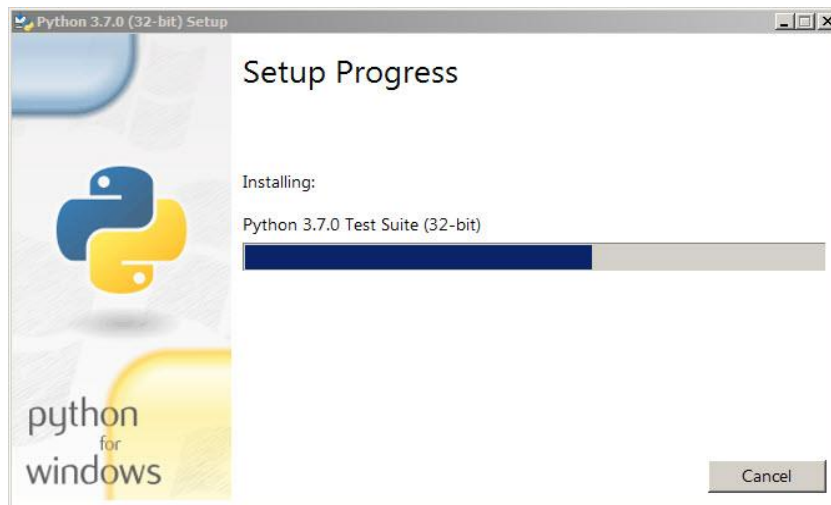 Python 3.7.0 (32-bit) Setup
Setup Progress
Installing:
Python 3.7.0 Test Suite (32-bit)
python
for
windows
Cancel